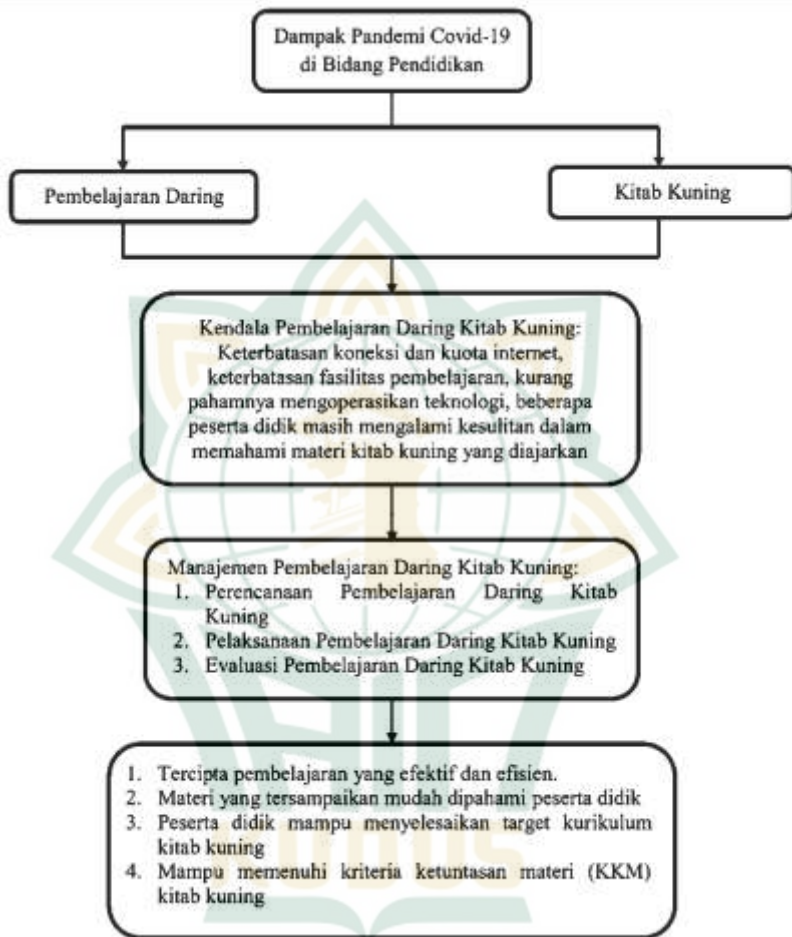 Dampak Pandemi Covid-19
di Bidang Pendidikan
Pembelajaran Daring
Kitab Kuning
Kendala Pembelajaran Daring Kitab Kuning:
Keterbatasan koneksi dan kuota internet,
keterbatasan fasilitas pembelajaran, kurang
pahamnya mengoperasikan teknologi, beberapa
peserta didik masih mengalami kesulitan dalam
memahami materi kitab kuning yang diajarkan
Manajemen Pembelajaran Daring Kitab Kuning:
1. Perencanaan Pembelajaran Daring Kitab
Kuning
2. Pelaksanaan Pembelajaran Daring Kitab Kuning
3. Evaluasi Pembelajaran Daring Kitab Kuning
1. Tercipta pembelajaran yang efektif dan efisien.
2. Materi yang tersampaikan mudah dipahami peserta didik
3. Peserta didik mampu menyelesaikan target kurikulum
kitab kuning
4. Mampu memenuhi kriteria ketuntasan materi (KKM)
kitab kuning
KUDUS